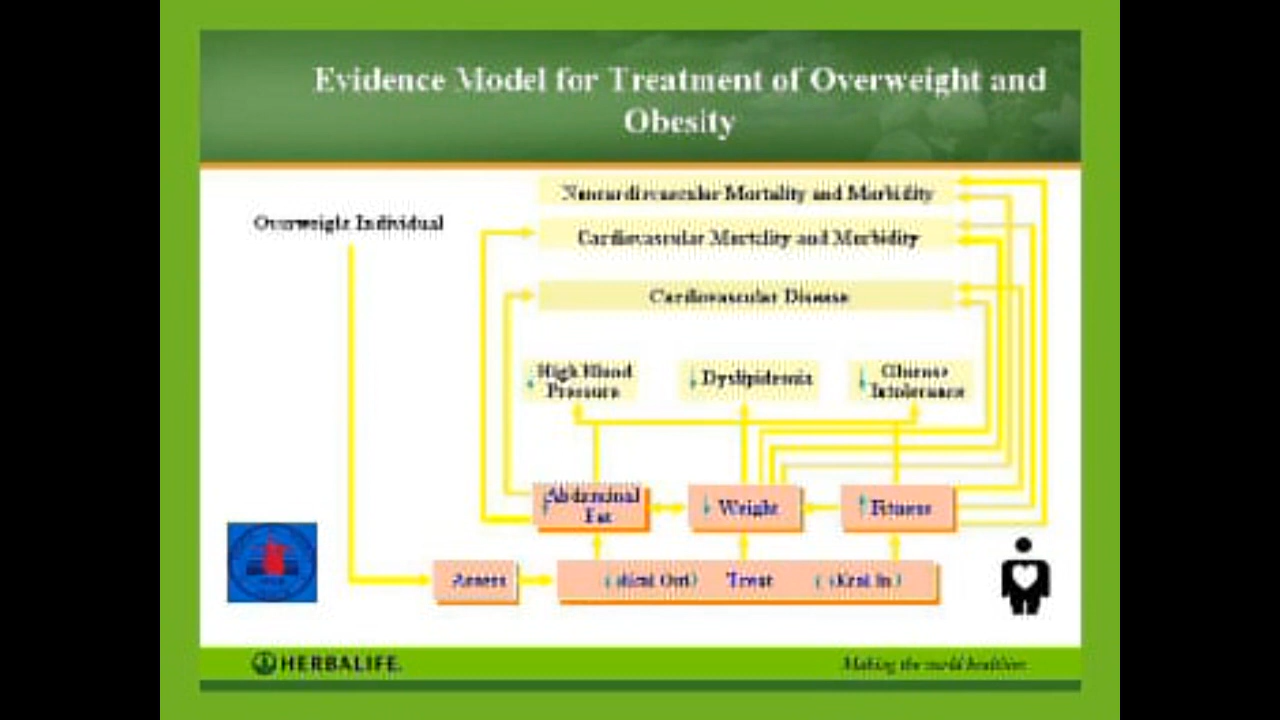 Evidence Model for Treatment of Overweight and
Obesity
Noncardiovascular Mortality and Morbidity
Overweight Individual
Cardiovascular Mortality and Morbidity
Cardiovascular Disease
↓ High Blood
Pressure
↓ Dyslipidemia
↓ Glucose
Intolerance
↓ Abdominal
Fat
↓ Weight
↑ Fitness
Assess
Treat
HERBALIFE.
Making the world healthier.